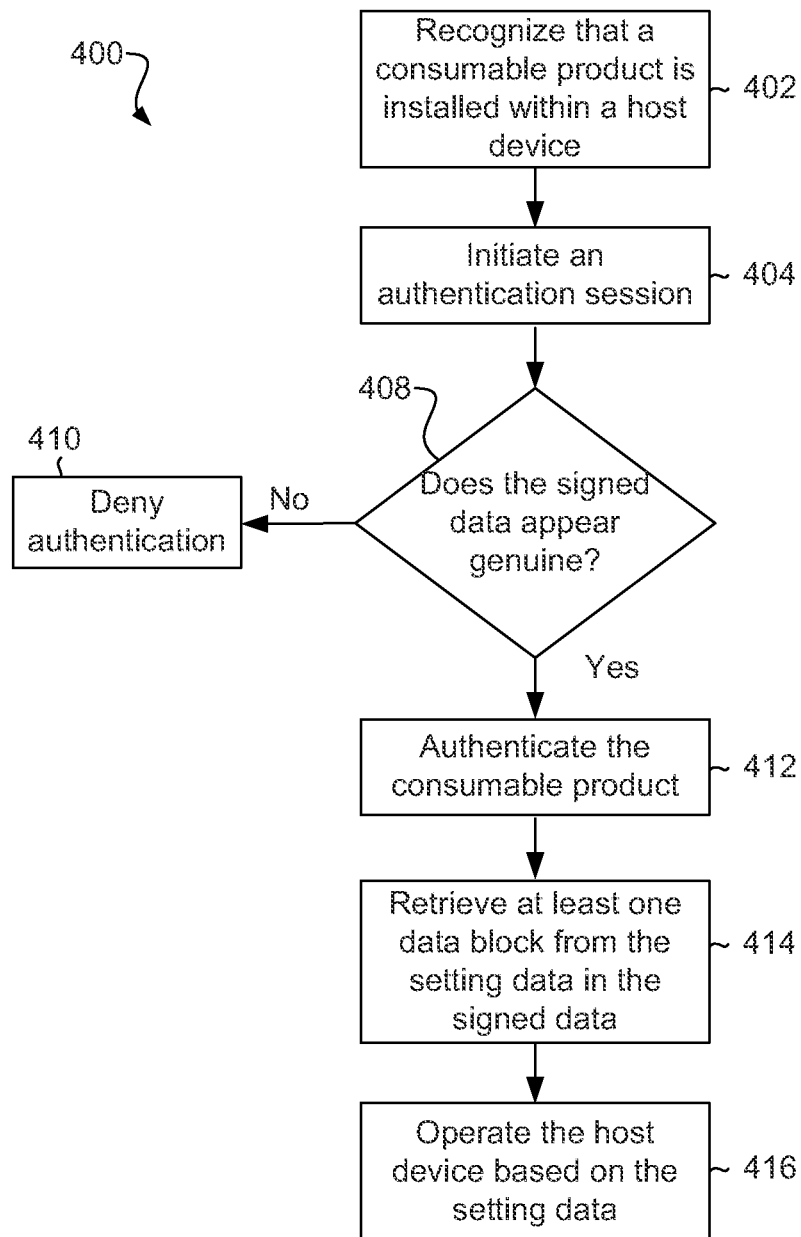 400
Recognize that a
consumable product is
installed within a host
device
402
Initiate an
authentication session
404
408
Does the signed
data appear
genuine?
410
Deny
authentication
No
Yes
Authenticate the
consumable product
412
Retrieve at least one
data block from the
setting data in the
signed data
414
Operate the host
device based on the
setting data
416